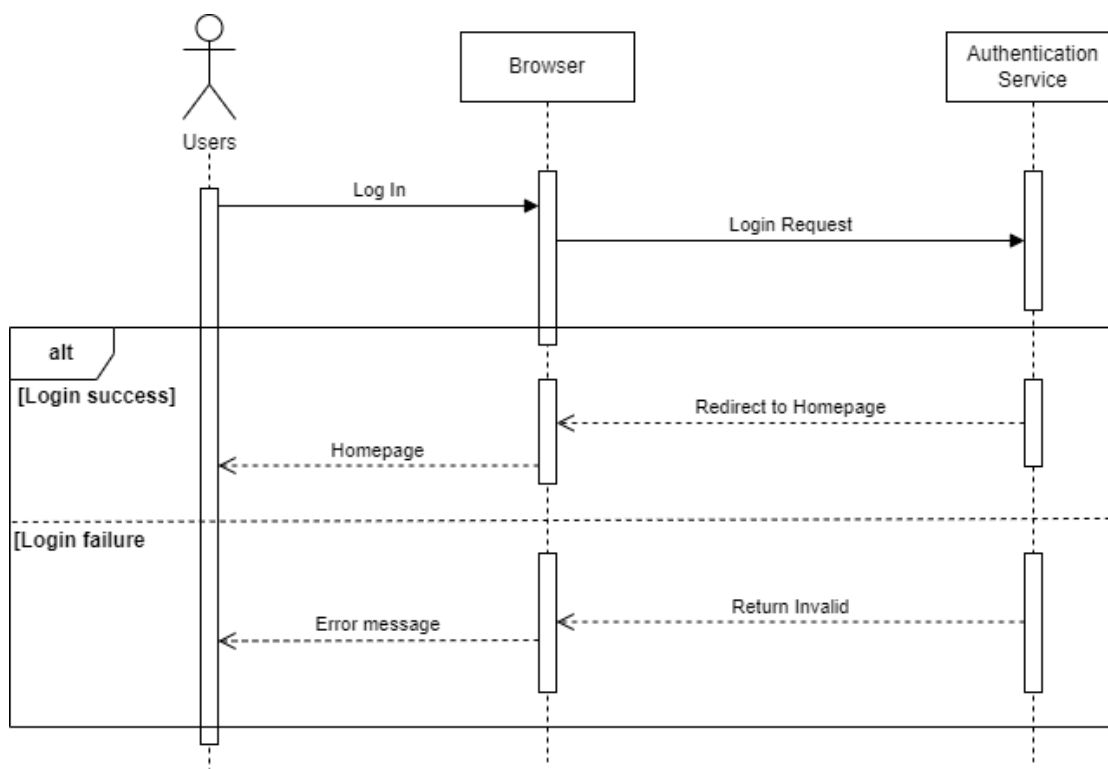 Users
Browser
Authentication
Service
Log In
Login Request
alt
[Login success]
Redirect to Homepage
Homepage
[Login failure
Return Invalid
Error message